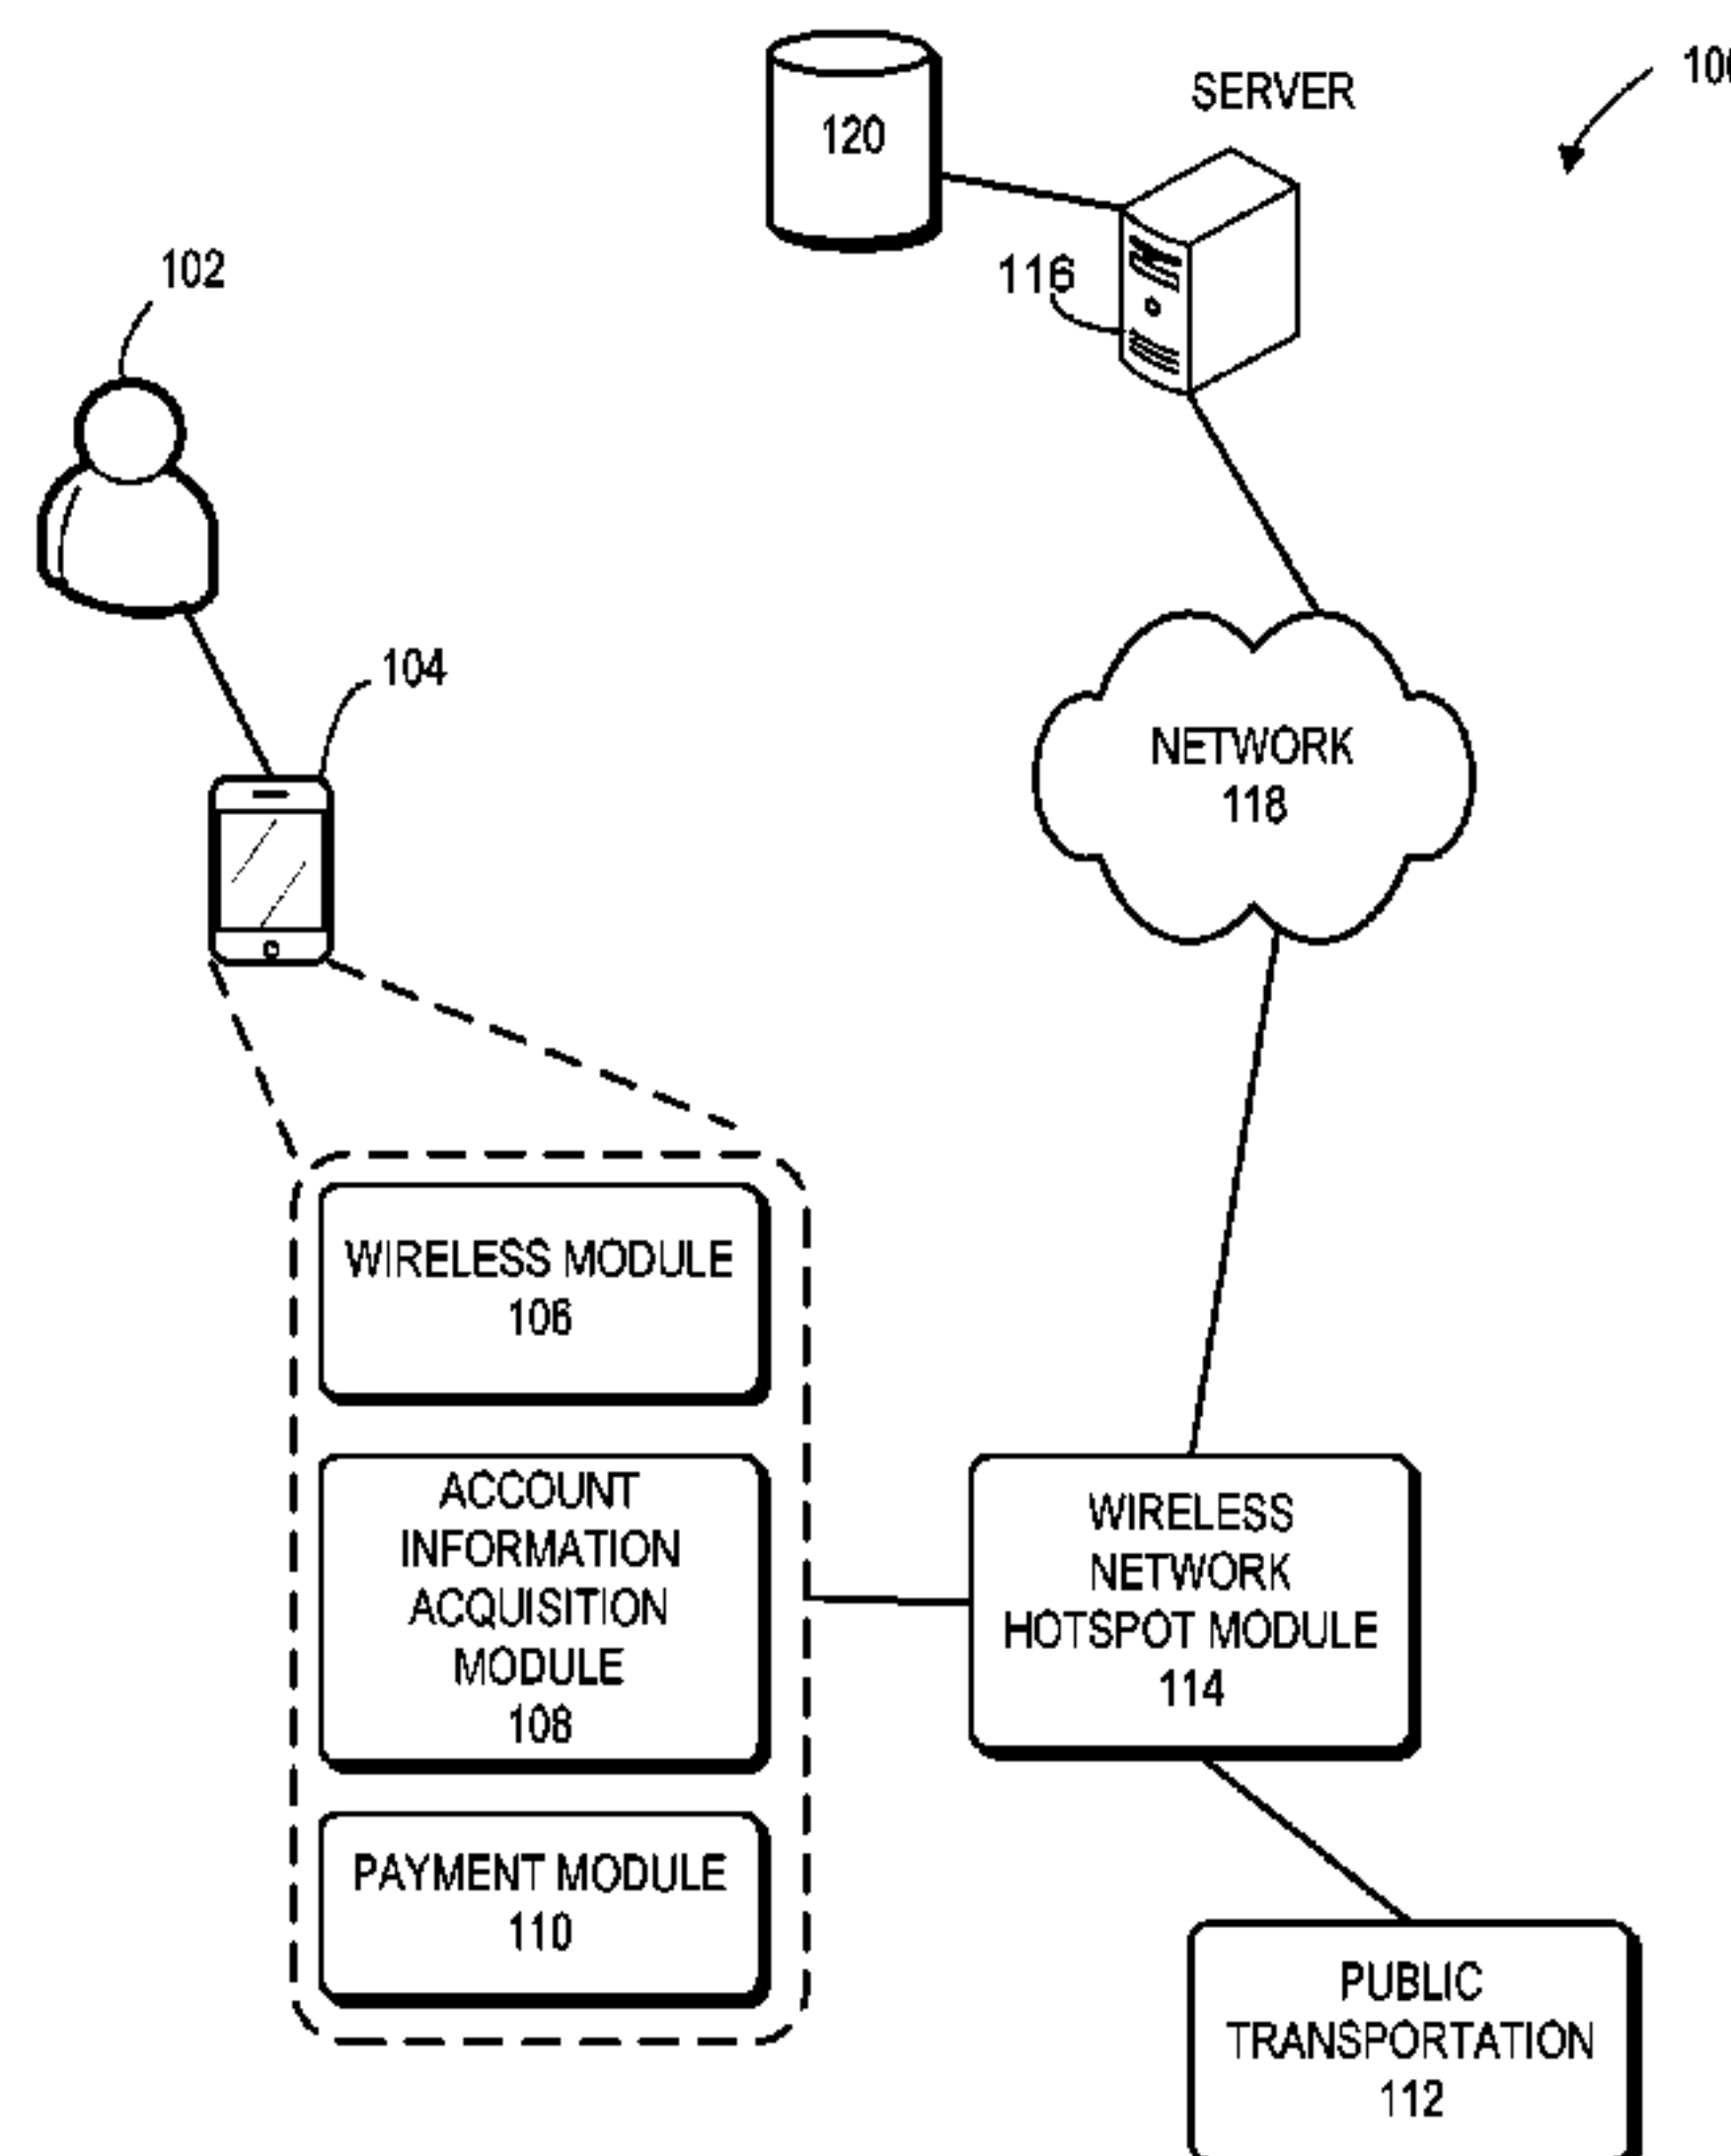 120
SERVER
100
102
116
104
NETWORK
118
WIRELESS MODULE
106
ACCOUNT
INFORMATION
ACQUISITION
MODULE
108
WIRELESS
NETWORK
HOTSPOT MODULE
114
PAYMENT MODULE
110
PUBLIC
TRANSPORTATION
112